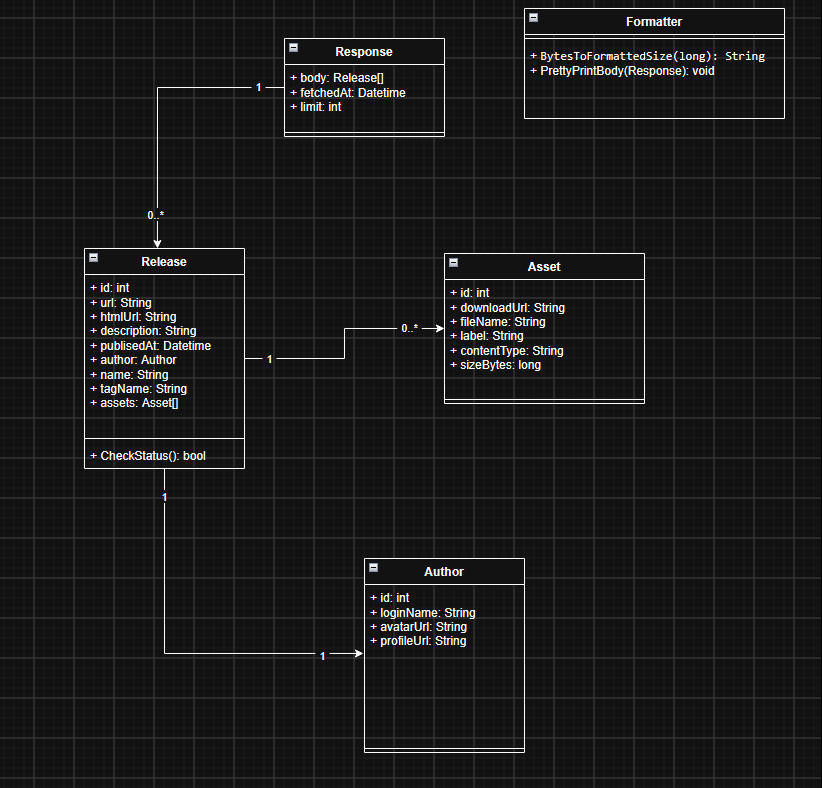 Formatter
+ BytesToFormattedSize(long): String
+ PrettyPrintBody(Response): void
Response
+ body: Release[]
+ fetchedAt: Datetime
+ limit: int
1
0..*
Release
+ id: int
+ url: String
+ htmlUrl: String
+ description: String
+ publisedAt: Datetime
+ author: Author
+ name: String
+ tagName: String
+ assets: Asset[]
+ CheckStatus(): bool
1
0..*
Asset
+ id: int
+ downloadUrl: String
+ fileName: String
+ label: String
+ contentType: String
+ sizeBytes: long
1
1
Author
+ id: int
+ loginName: String
+ avatarUrl: String
+ profileUrl: String